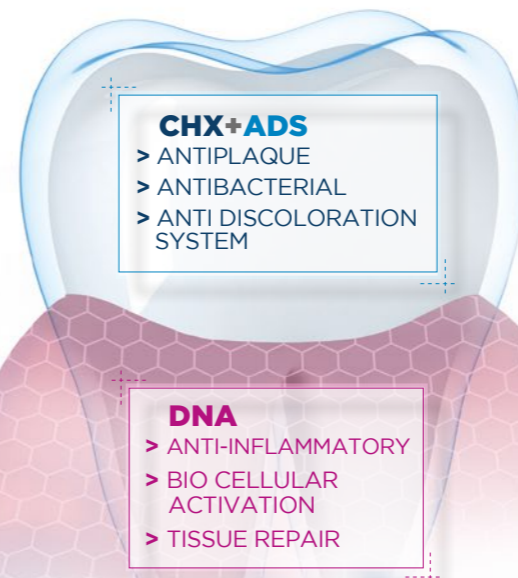 CHX+ADS
> ANTIPLAQUE
> ANTIBACTERIAL
> ANTI DISCOLORATION
SYSTEM
DNA
> ANTI-INFLAMMATORY
> BIO CELLULAR
ACTIVATION
> TISSUE REPAIR